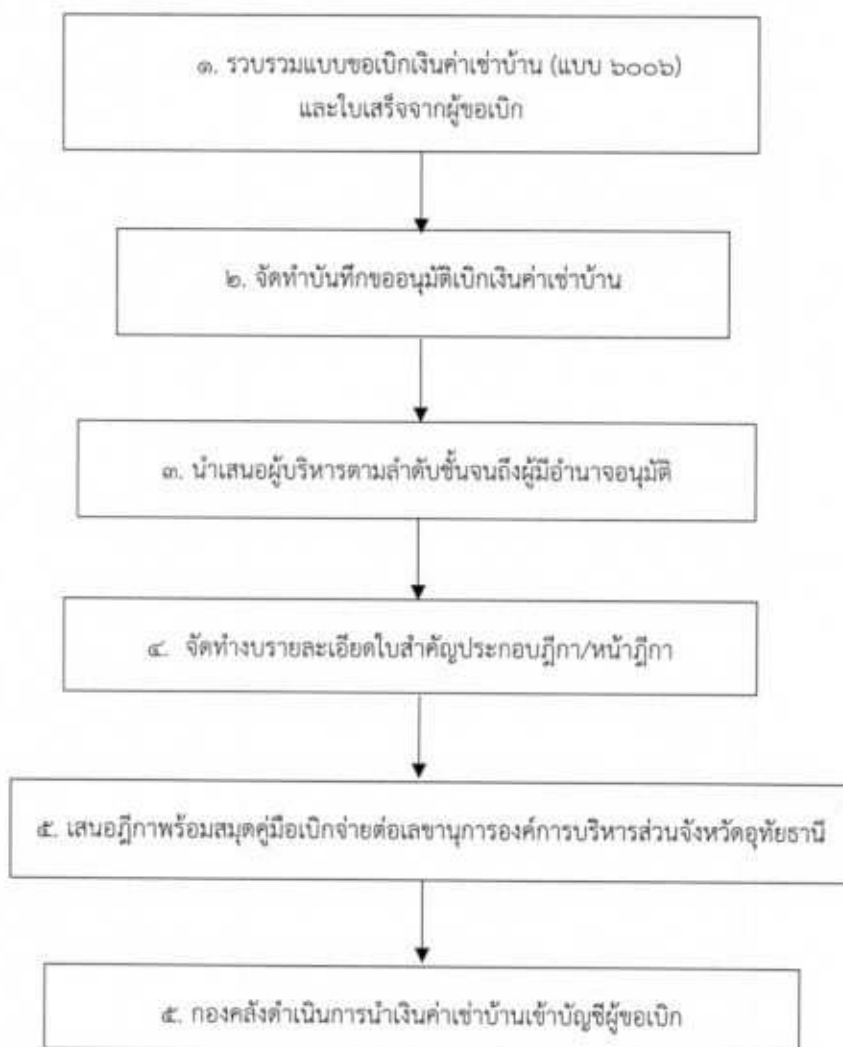 ๑. รวบรวมแบบขอเบิกเงินค่าเช่าบ้าน (แบบ ๖๐๐๖)
และใบเสร็จจากผู้ขอเบิก
๒. จัดทำบันทึกขออนุมัติเบิกเงินค่าเช่าบ้าน
๓. นำเสนอผู้บริหารตามลำดับชั้นจนถึงผู้มีอำนาจอนุมัติ
๔. จัดทำงบรายละเอียดใบสำคัญประกอบฎีกา/หน้าฎีกา
๕. เสนอฎีกาพร้อมสมุดคู่มือเบิกจ่ายต่อเลขานุการองค์การบริหารส่วนจังหวัดอุทัยธานี
๕. กองคลังดำเนินการนำเงินค่าเช่าบ้านเข้าบัญชีผู้ขอเบิก